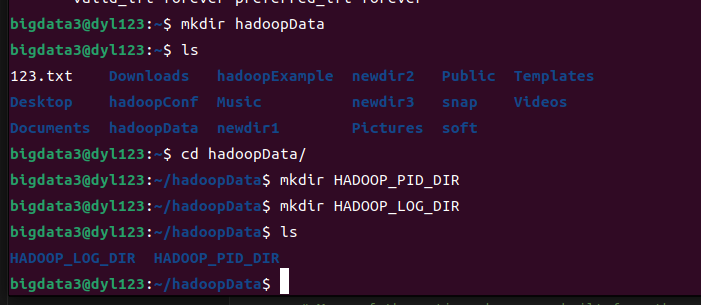 valid_lft forever preferred_lft forever
bigdata3@dyl123:~$ mkdir hadoopData
bigdata3@dyl123:~$ ls
123.txt Downloads hadoopExample newdir2 Public Templates
Desktop hadoopConf Music newdir3 snap Videos
Documents hadoopData newdir1 Pictures soft
bigdata3@dyl123:~$ cd hadoopData/
bigdata3@dyl123:~/hadoopData$ mkdir HADOOP_PID_DIR
bigdata3@dyl123:~/hadoopData$ mkdir HADOOP_LOG_DIR
bigdata3@dyl123:~/hadoopData$ ls
HADOOP_LOG_DIR HADOOP_PID_DIR
bigdata3@dyl123:~/hadoopData$